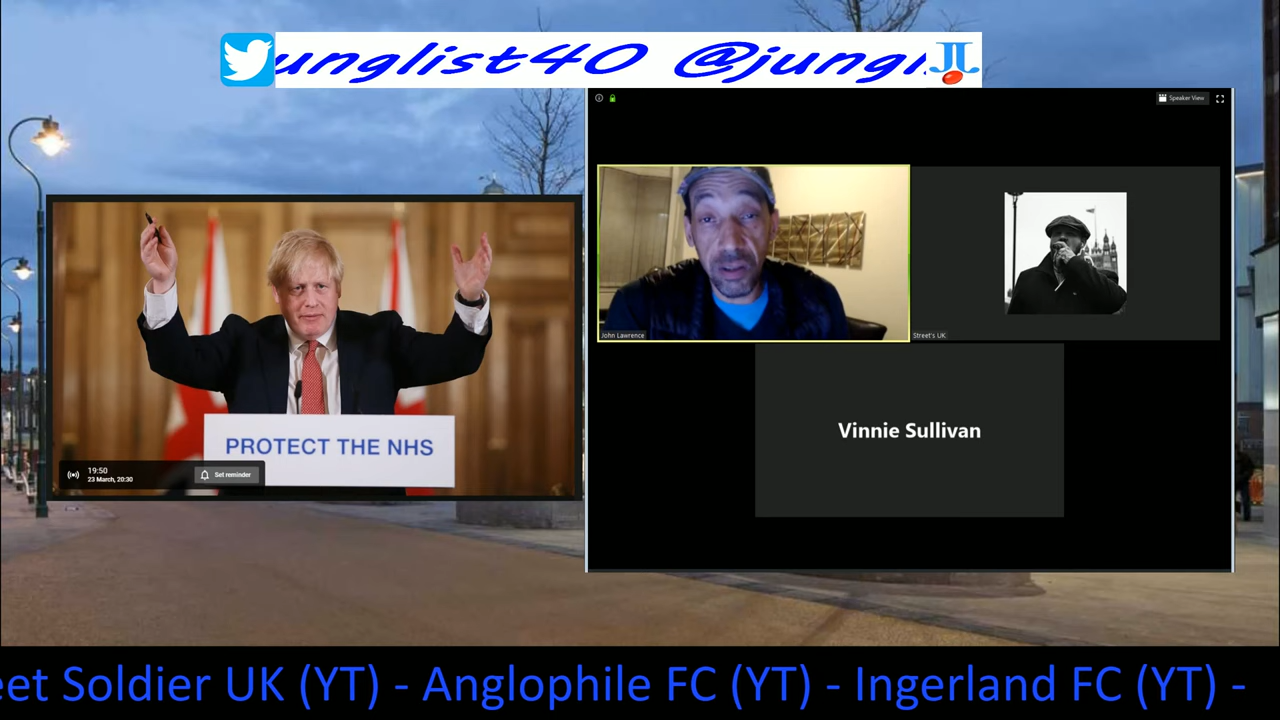 unglist40 @jungl
Speaker View
John Lawrence
Street's UK
PROTECT THE NHS
Vinnie Sullivan
19:50
23 March, 20:30
Set reminder
eet Soldier UK (YT) - Anglophile FC (YT) - Ingerland FC (YT) -